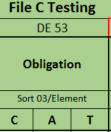 File C Testing
DE 53
Obligation
Sort 03/Element
C A T